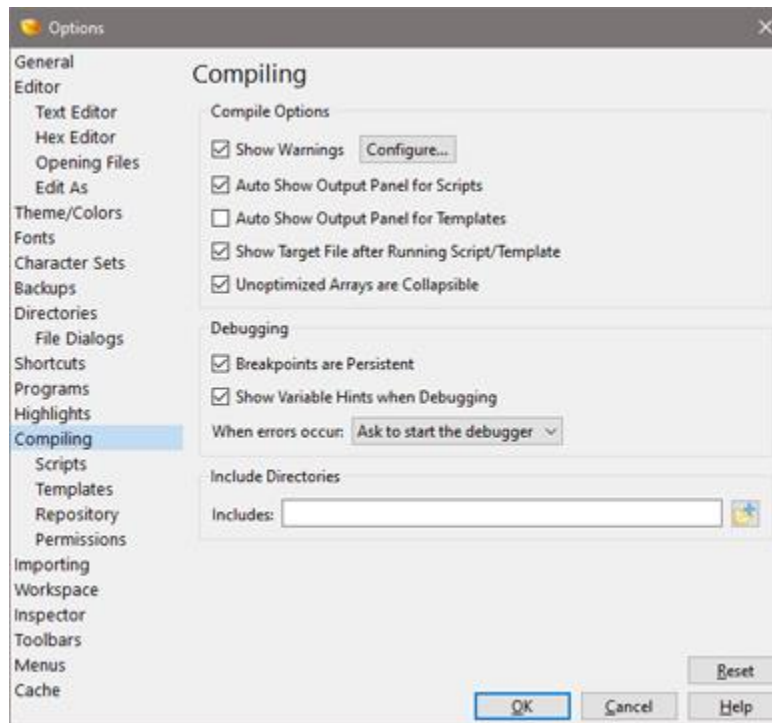 Options
General
Editor
Text Editor
Hex Editor
Opening Files
Edit As
Theme/Colors
Fonts
Character Sets
Backups
Directories
File Dialogs
Shortcuts
Programs
Highlights
Compiling
Scripts
Templates
Repository
Permissions
Importing
Workspace
Inspector
Toolbars
Menus
Cache
Compiling
Compile Options
Show Warnings Configure...
Auto Show Output Panel for Scripts
Auto Show Output Panel for Templates
Show Target File after Running Script/Template
Unoptimized Arrays are Collapsible
Debugging
Breakpoints are Persistent
Show Variable Hints when Debugging
When errors occur: Ask to start the debugger
Include Directories
Includes:
Reset
OK Cancel Help